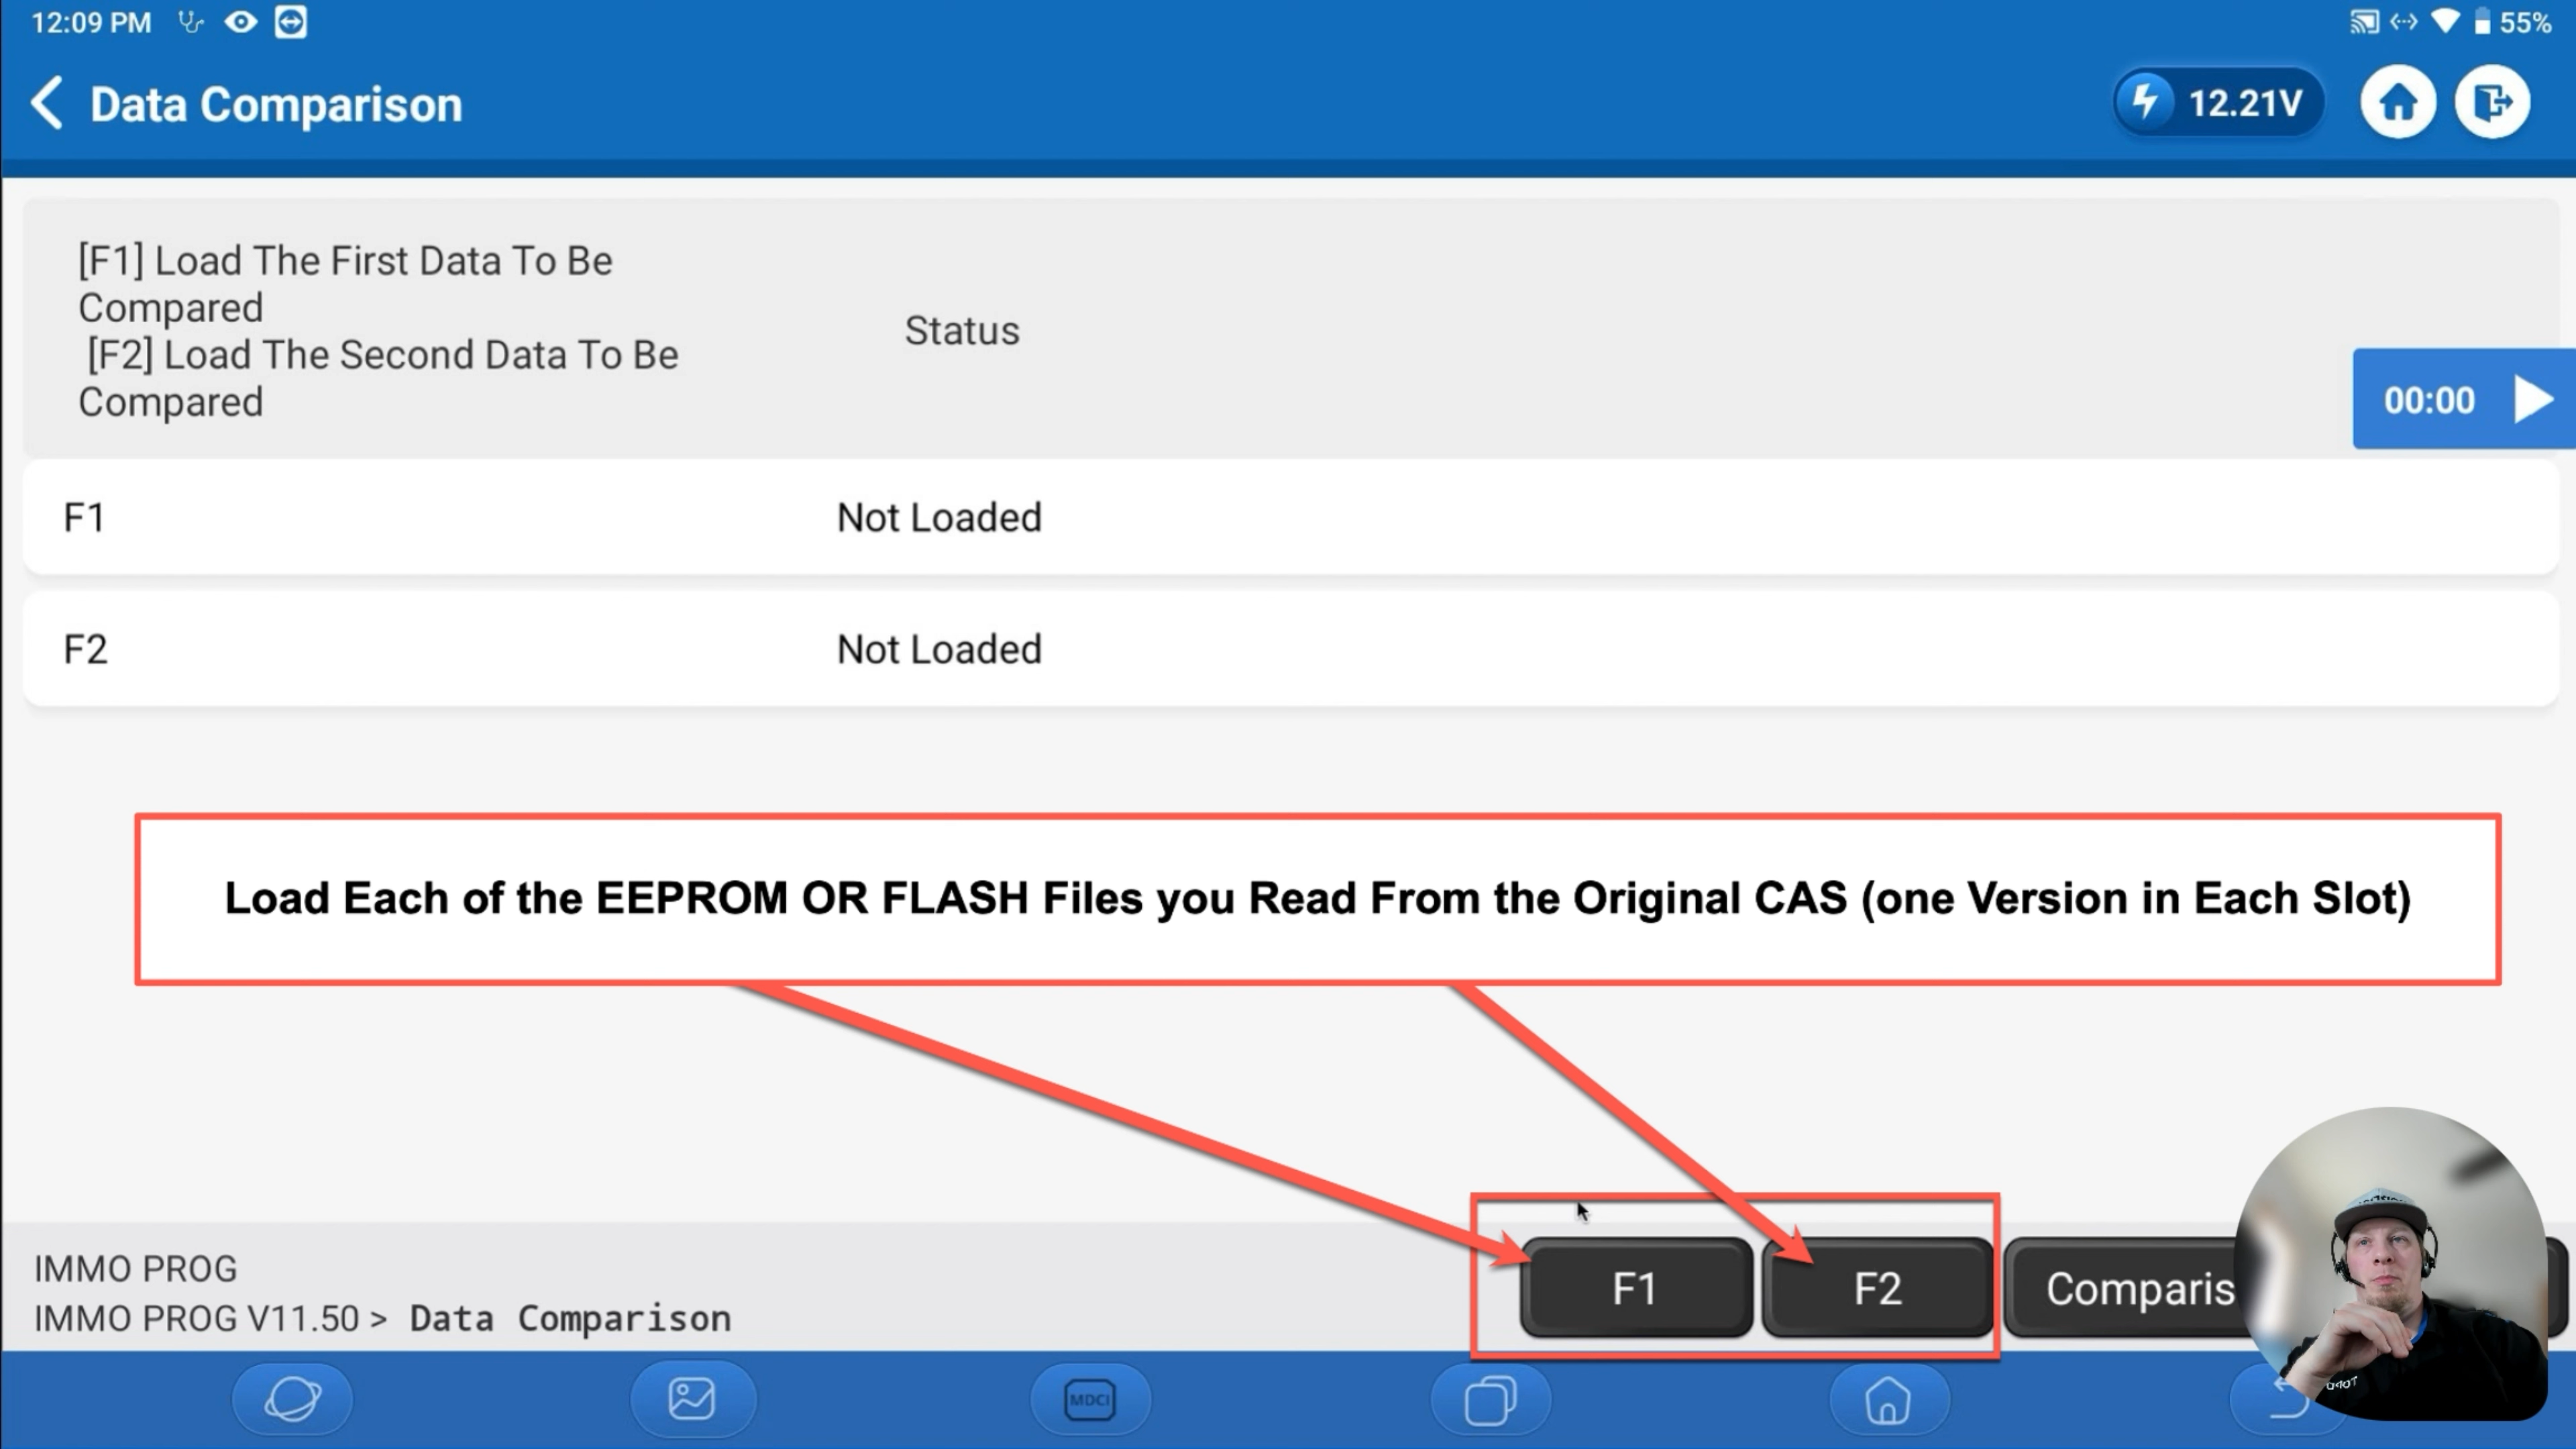 12:09 PM
55%
Data Comparison
12.21V
[F1] Load The First Data To Be
Compared
[F2] Load The Second Data To Be
Compared
Status
00:00
F1
Not Loaded
F2
Not Loaded
Load Each of the EEPROM OR FLASH Files you Read From the Original CAS (one Version in Each Slot)
IMMO PROG
IMMO PROG V11.50 > Data Comparison
F1
F2
Comparis
MDCI